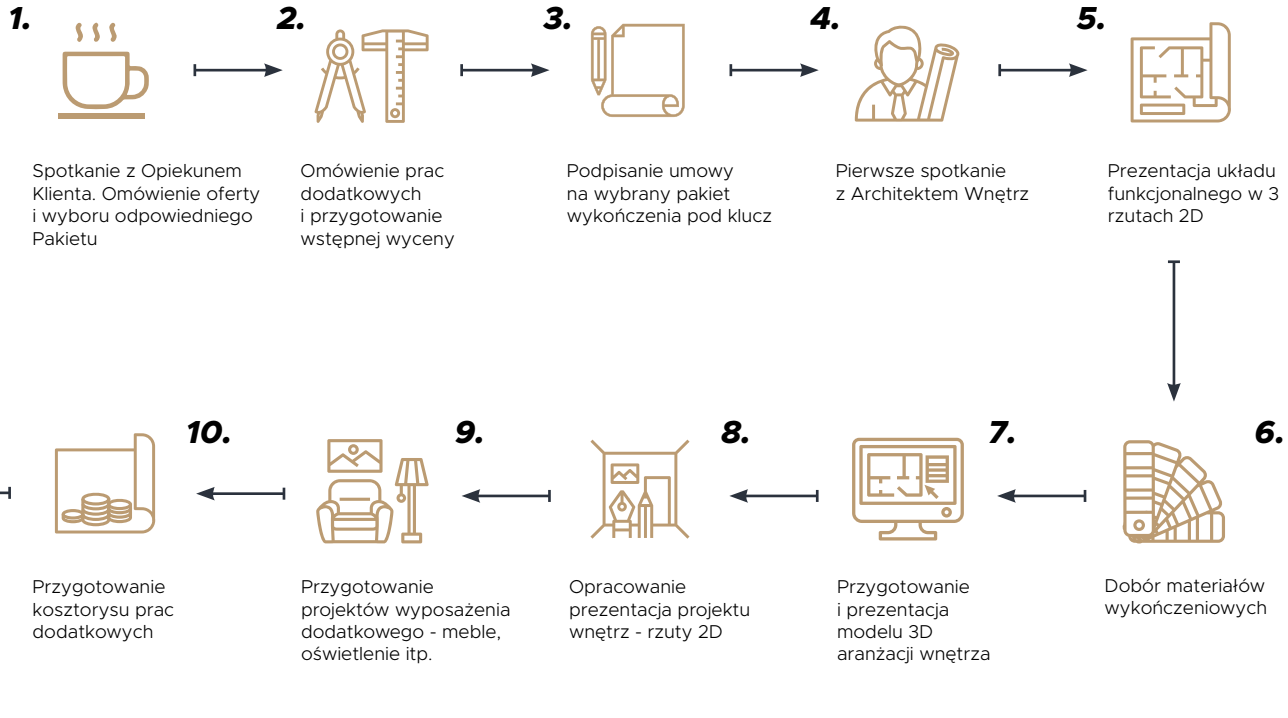 1.
Spotkanie z Opiekunem
Klienta. Omówienie oferty
i wyboru odpowiedniego
Pakietu
2.
Omówienie prac
dodatkowych
i przygotowanie
wstępnej wyceny
3.
Podpisanie umowy
na wybrany pakiet
wykończenia pod klucz
4.
Pierwsze spotkanie
z Architektem Wnętrz
5.
Prezentacja układu
funkcjonalnego w 3
rzutach 2D
6.
Dobór materiałów
wykończeniowych
7.
Przygotowanie
i prezentacja
modelu 3D
aranżacji wnętrza
8.
Opracowanie
prezentacja projektu
wnętrz - rzuty 2D
9.
Przygotowanie
projektów wyposażenia
dodatkowego - meble,
oświetlenie itp.
10.
Przygotowanie
kosztorysu prac
dodatkowych